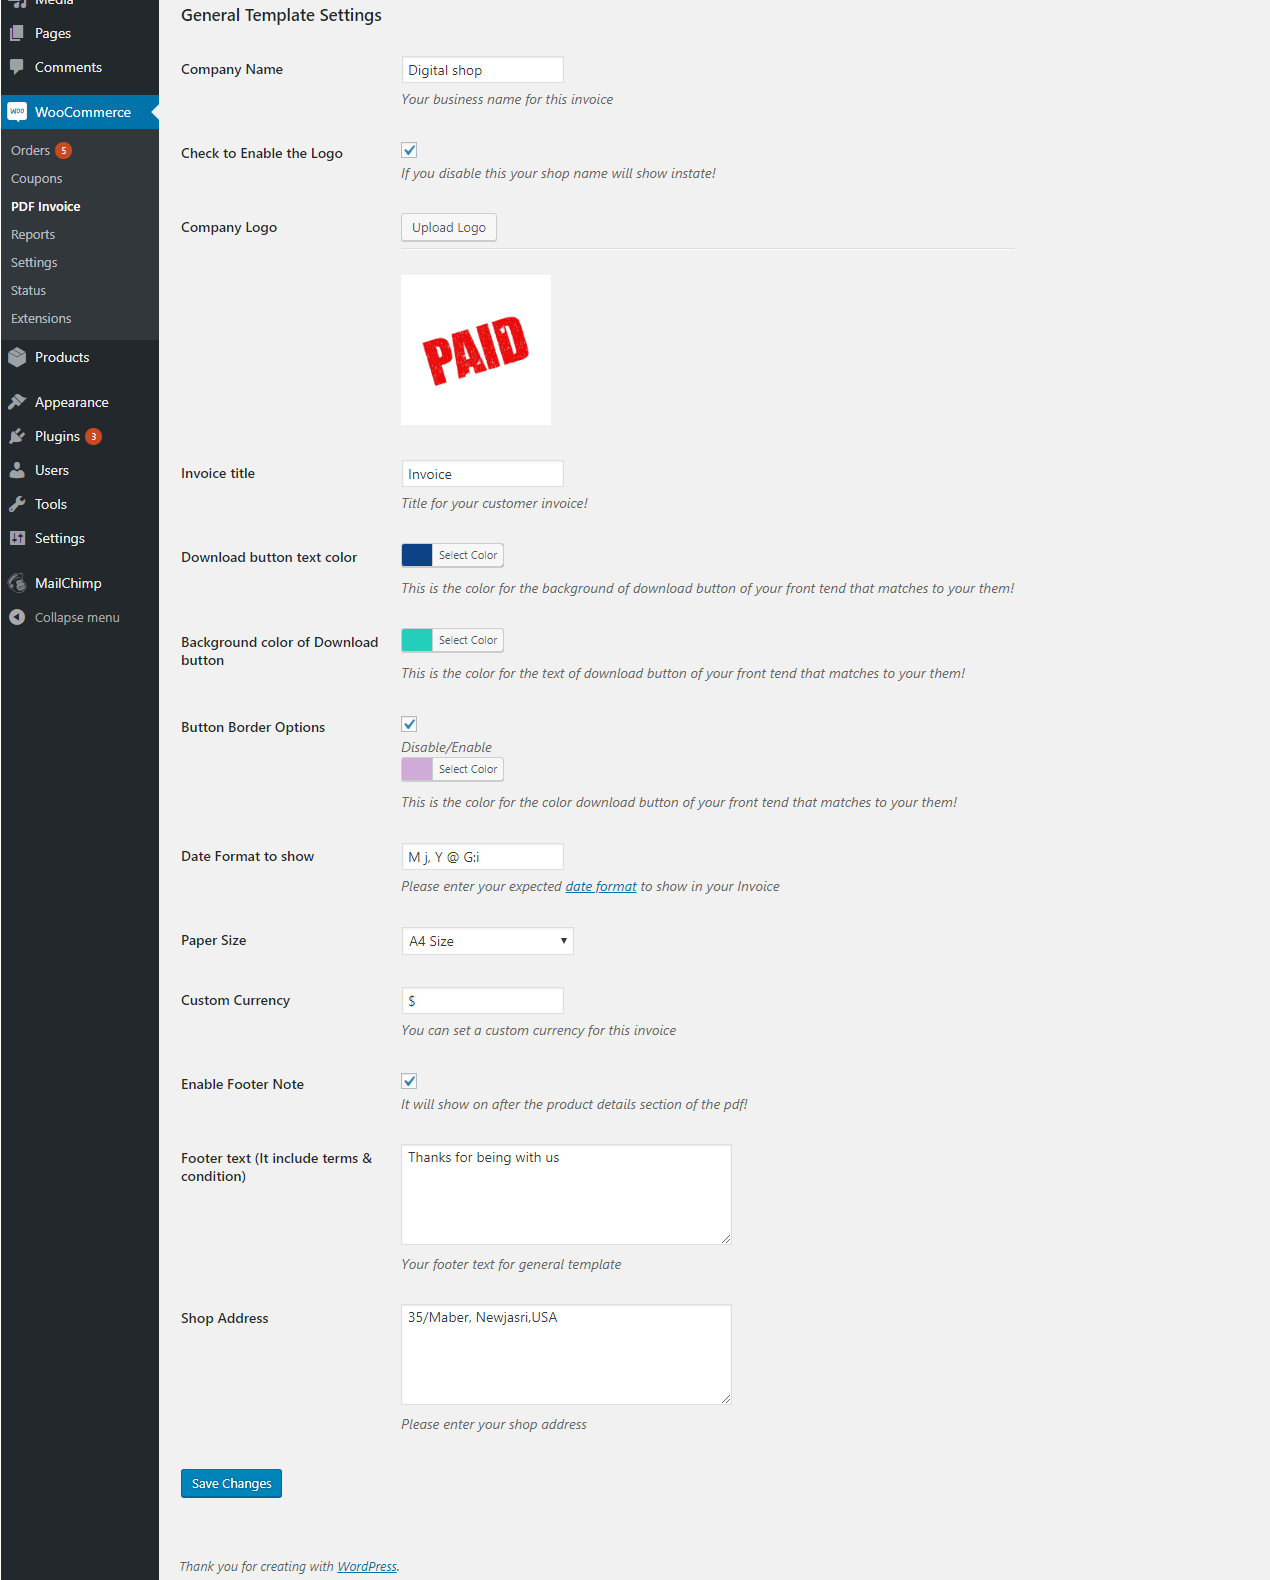 Media
Pages
Comments
WooCommerce
Orders 5
Coupons
PDF Invoice
Reports
Settings
Status
Extensions
Products
Appearance
Plugins 3
Users
Tools
Settings
MailChimp
Collapse menu
General Template Settings
Company Name
Digital shop
Your business name for this invoice
Check to Enable the Logo
If you disable this your shop name will show instate!
Company Logo
Upload Logo
PAID
Invoice title
Invoice
Title for your customer invoice!
Download button text color
Select Color
This is the color for the background of download button of your front tend that matches to your them!
Background color of Download
button
Select Color
This is the color for the text of download button of your front tend that matches to your them!
Button Border Options
Disable/Enable
Select Color
This is the color for the color download button of your front tend that matches to your them!
Date Format to show
M j, Y @ G:i
Please enter your expected date format to show in your Invoice
Paper Size
A4 Size
Custom Currency
$
You can set a custom currency for this invoice
Enable Footer Note
It will show on after the product details section of the pdf!
Footer text (It include terms &
condition)
Thanks for being with us
Your footer text for general template
Shop Address
35/Maber, Newjasri,USA
Please enter your shop address
Save Changes
Thank you for creating with WordPress.